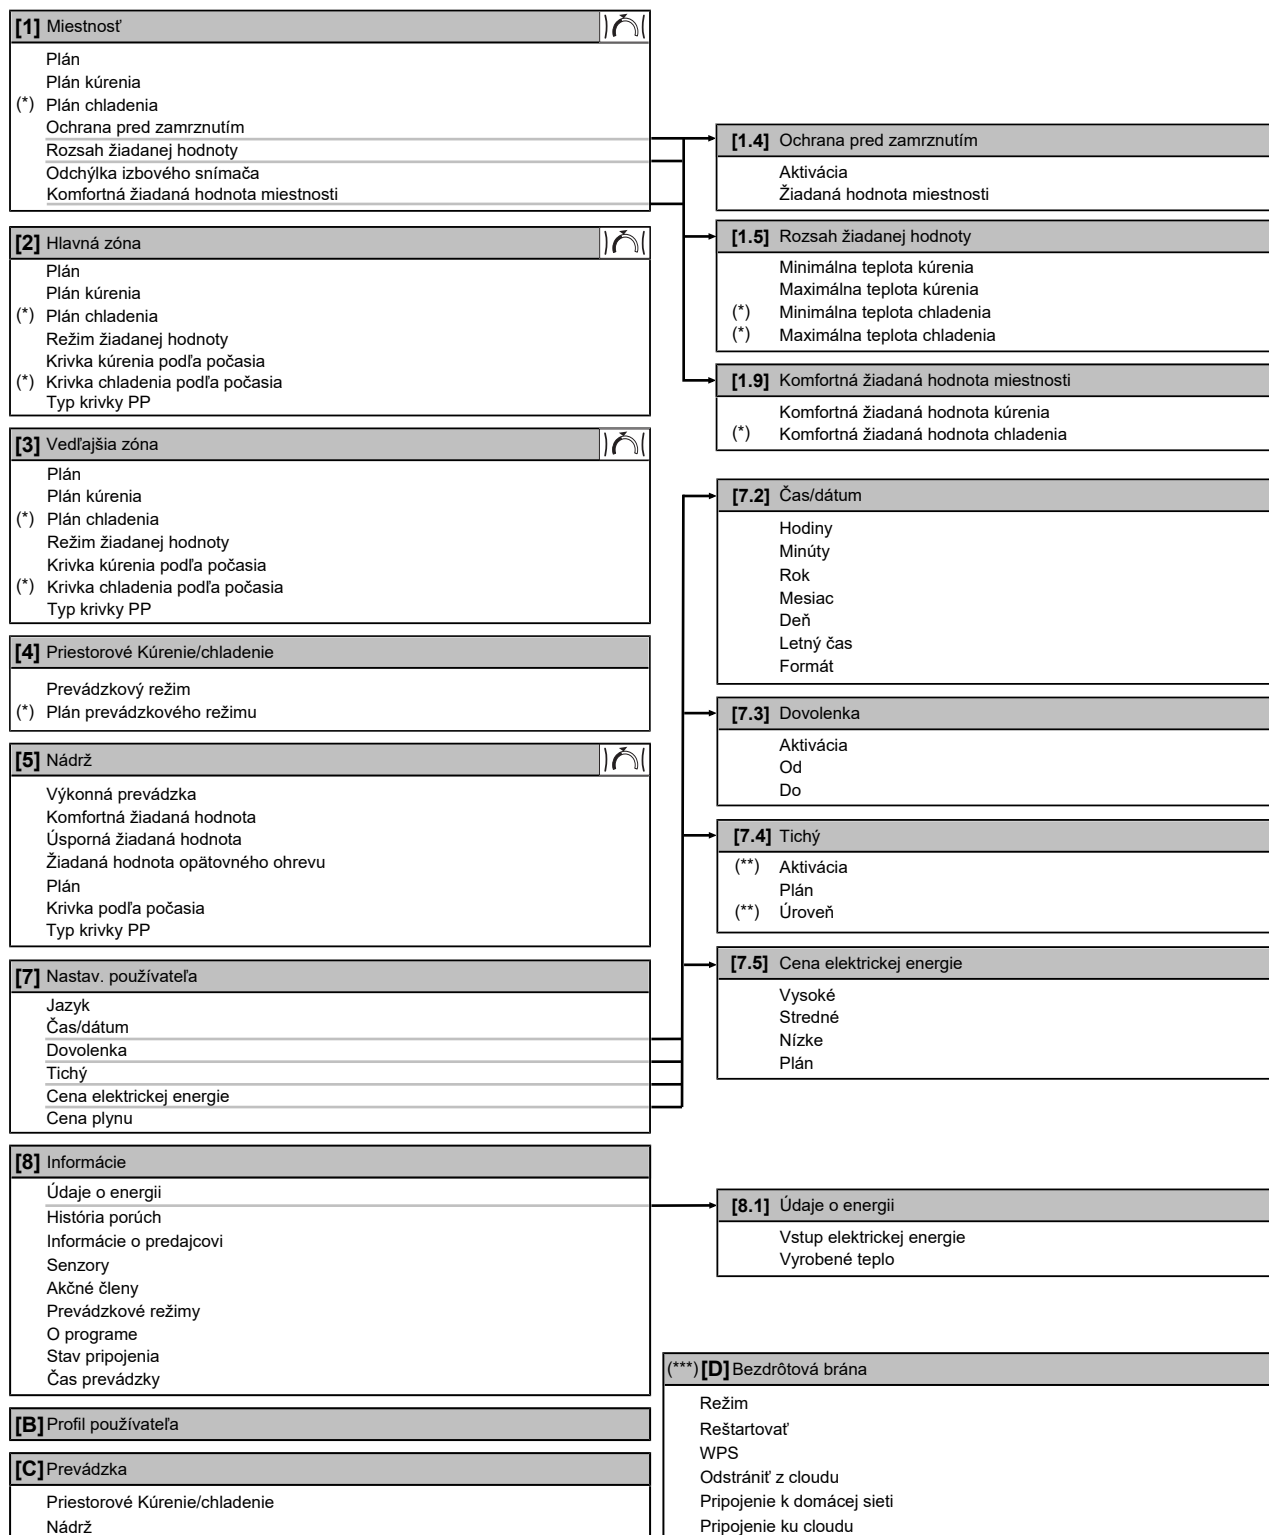 [1] Miestnosť
Plán
Plán kúrenia
(*) Plán chladenia
Ochrana pred zamrznutím
Rozsah žiadanej hodnoty
Odchýlka izbového snímača
Komfortná žiadaná hodnota miestnosti
[2] Hlavná zóna
Plán
Plán kúrenia
(*) Plán chladenia
Režim žiadanej hodnoty
Krivka kúrenia podľa počasia
(*) Krivka chladenia podľa počasia
Typ krivky PP
[3] Vedľajšia zóna
Plán
Plán kúrenia
(*) Plán chladenia
Režim žiadanej hodnoty
Krivka kúrenia podľa počasia
(*) Krivka chladenia podľa počasia
Typ krivky PP
[4] Priestorové Kúrenie/chladenie
Prevádzkový režim
(*) Plán prevádzkového režimu
[5] Nádrž
Výkonná prevádzka
Komfortná žiadaná hodnota
Úsporná žiadaná hodnota
Žiadaná hodnota opätovného ohrevu
Plán
Krivka podľa počasia
Typ krivky PP
[7] Nastav. používateľa
Jazyk
Čas/dátum
Dovolenka
Tichý
Cena elektrickej energie
Cena plynu
[8] Informácie
Údaje o energii
História porúch
Informácie o predajcovi
Senzory
Akčné členy
Prevádzkové režimy
O programe
Stav pripojenia
Čas prevádzky
[B] Profil používateľa
[C] Prevádzka
Priestorové Kúrenie/chladenie
Nádrž
[1.4] Ochrana pred zamrznutím
Aktivácia
Žiadaná hodnota miestnosti
[1.5] Rozsah žiadanej hodnoty
Minimálna teplota kúrenia
Maximálna teplota kúrenia
(*) Minimálna teplota chladenia
(*) Maximálna teplota chladenia
[1.9] Komfortná žiadaná hodnota miestnosti
Komfortná žiadaná hodnota kúrenia
(*) Komfortná žiadaná hodnota chladenia
[7.2] Čas/dátum
Hodiny
Minúty
Rok
Mesiac
Deň
Letný čas
Formát
[7.3] Dovolenka
Aktivácia
Od
Do
[7.4] Tichý
(**) Aktivácia
Plán
(**) Úroveň
[7.5] Cena elektrickej energie
Vysoké
Stredné
Nízke
Plán
[8.1] Údaje o energii
Vstup elektrickej energie
Vyrobené teplo
(***) [D] Bezdrôtová brána
Režim
Reštartovať
WPS
Odstrániť z cloudu
Pripojenie k domácej sieti
Pripojenie ku cloudu